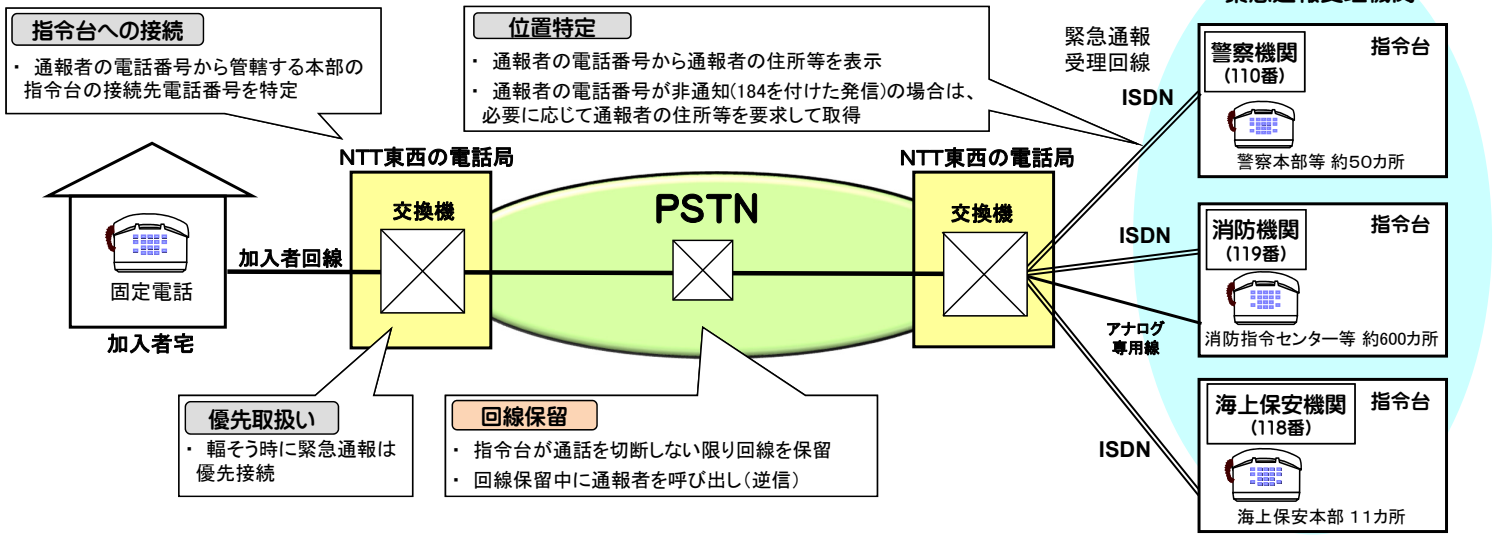 緊急通報受理機関
指令台への接続
・ 通報者の電話番号から管轄する本部の
指令台の接続先電話番号を特定
位置特定
・ 通報者の電話番号から通報者の住所等を表示
・ 通報者の電話番号が非通知(184を付けた発信)の場合は、
必要に応じて通報者の住所等を要求して取得
緊急通報
受理回線
ISDN
警察機関
(110番)
指令台
警察本部等 約50カ所
NTT東西の電話局
交換機
PSTN
NTT東西の電話局
交換機
加入者回線
固定電話
加入者宅
ISDN
消防機関
(119番)
指令台
消防指令センター等 約600カ所
アナログ
専用線
優先取扱い
・ 輻そう時に緊急通報は
優先接続
回線保留
・ 指令台が通話を切断しない限り回線を保留
・ 回線保留中に通報者を呼び出し(逆信)
ISDN
海上保安機関
(118番)
指令台
海上保安本部 11カ所